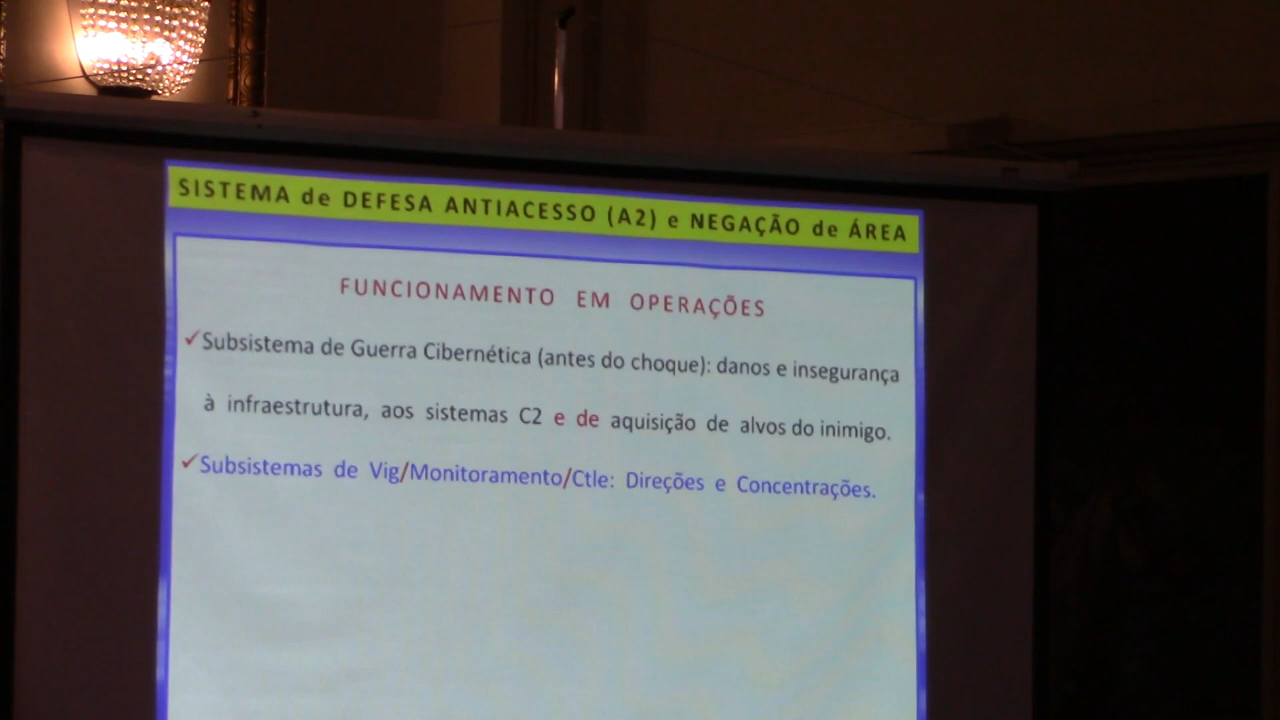 SISTEMA de DEFESA ANTIACESSO (A2) e NEGAÇÃO de ÁREA
FUNCIONAMENTO EM OPERAÇÕES
✓Subsistema de Guerra Cibernética (antes do choque): danos e insegurança
à infraestrutura, aos sistemas C2 e de aquisição de alvos do inimigo.
✓Subsistemas de Vig/Monitoramento/Ctle: Direções e Concentrações.